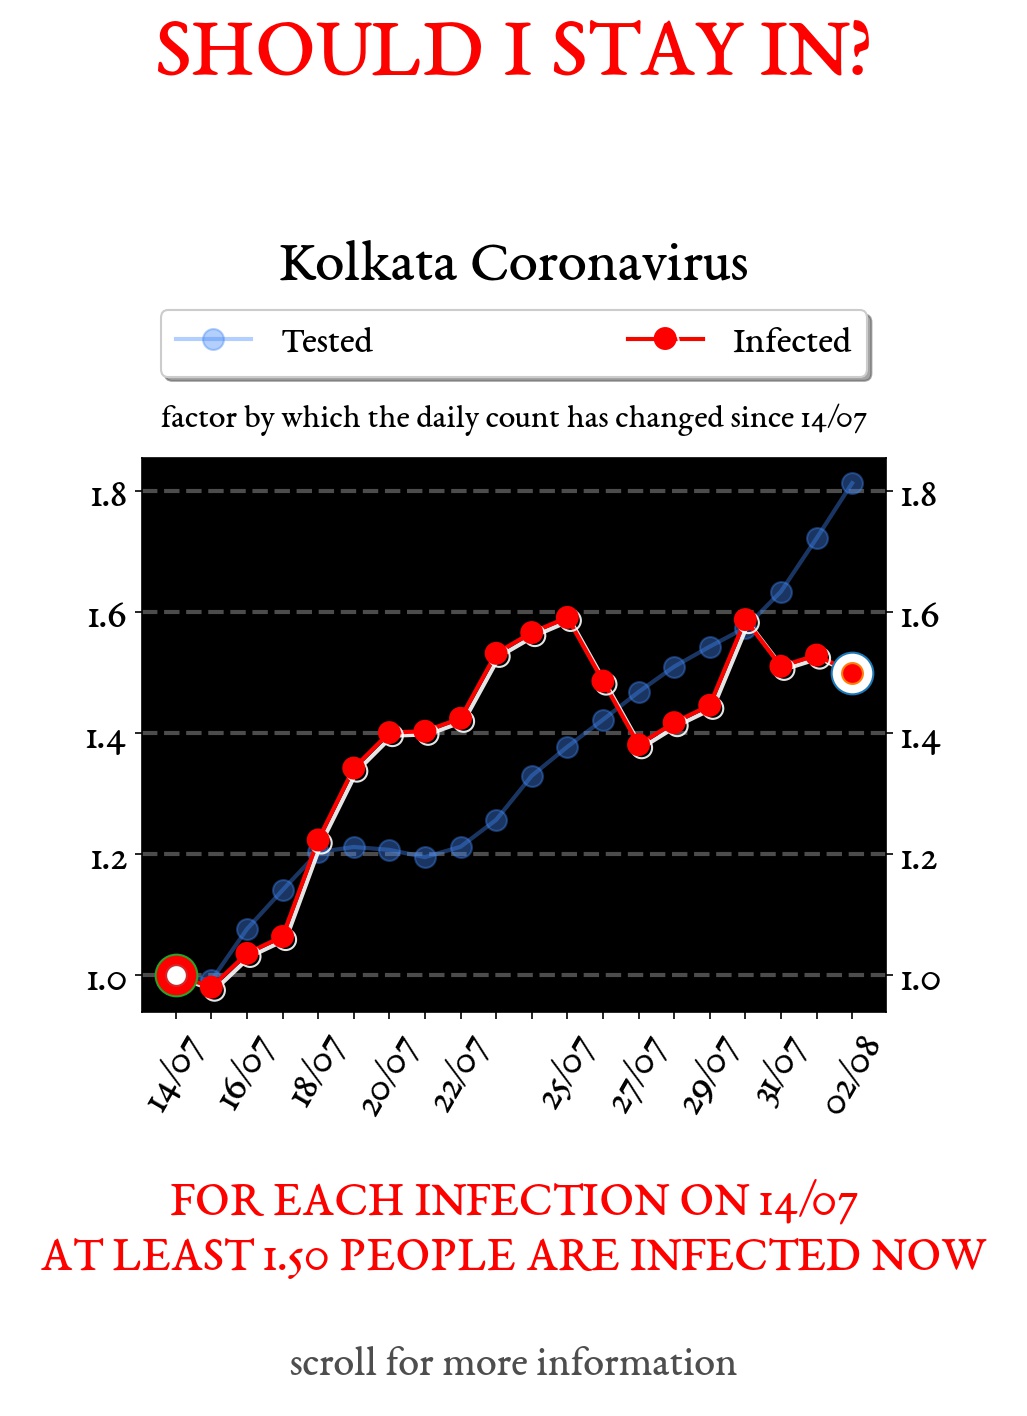 SHOULD I STAY IN?
Kolkata Coronavirus
Tested Infected
factor by which the daily count has changed since 14/07
1.8 1.8
1.6 1.6
1.4 1.4
1.2 1.2
1.0 1.0
14/07 16/07 18/07 20/07 22/07 25/07 27/07 29/07 31/07 02/08
FOR EACH INFECTION ON 14/07
AT LEAST 1.50 PEOPLE ARE INFECTED NOW
scroll for more information